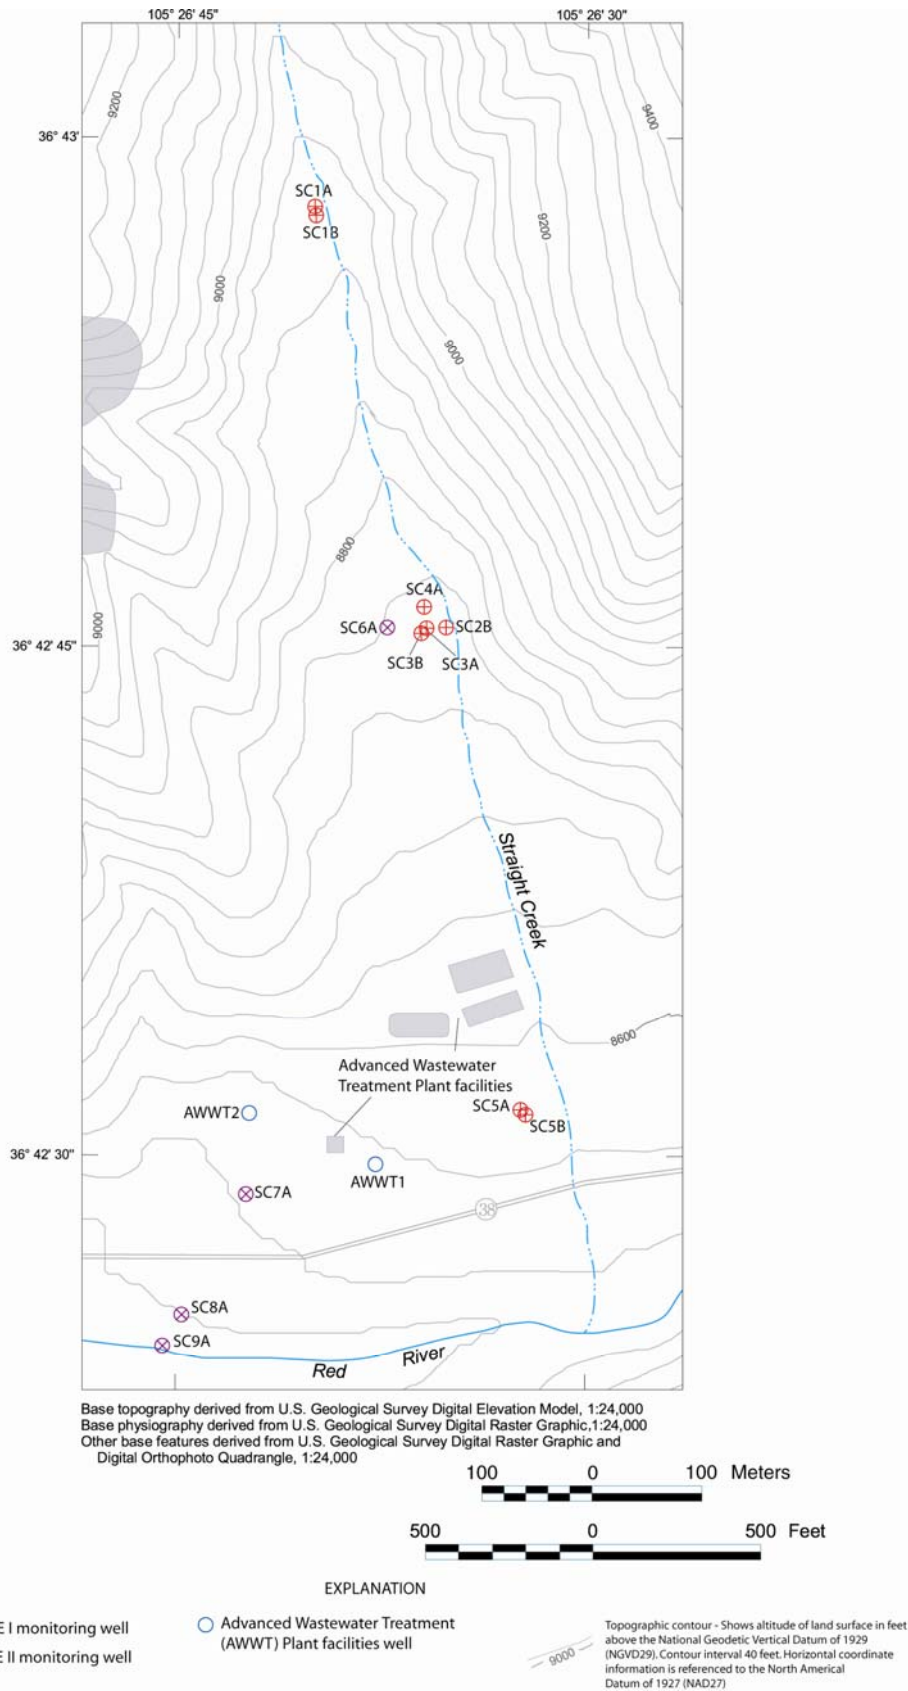 105° 26' 45"
105° 26' 30"
9200
9400
36° 43'
SC1A
SC1B
9200
9000
9000
8800
SC4A
SC6A
SC2B
9000
36° 42' 45"
SC3B
SC3A
Straight Creek
8600
Advanced Wastewater
Treatment Plant facilities
SC5A
AWWT2
SC5B
36° 42' 30"
AWWT1
SC7A
38
SC8A
SC9A
Red River
Base topography derived from U.S. Geological Survey Digital Elevation Model, 1:24,000
Base physiography derived from U.S. Geological Survey Digital Raster Graphic,1:24,000
Other base features derived from U.S. Geological Survey Digital Raster Graphic and
Digital Orthophoto Quadrangle, 1:24,000
100 0 100 Meters
500 0 500 Feet
EXPLANATION
E I monitoring well
E II monitoring well
Advanced Wastewater Treatment
(AWWT) Plant facilities well
9000
Topographic contour - Shows altitude of land surface in feet
above the National Geodetic Vertical Datum of 1929
(NGVD29). Contour interval 40 feet. Horizontal coordinate
information is referenced to the North Americal
Datum of 1927 (NAD27)